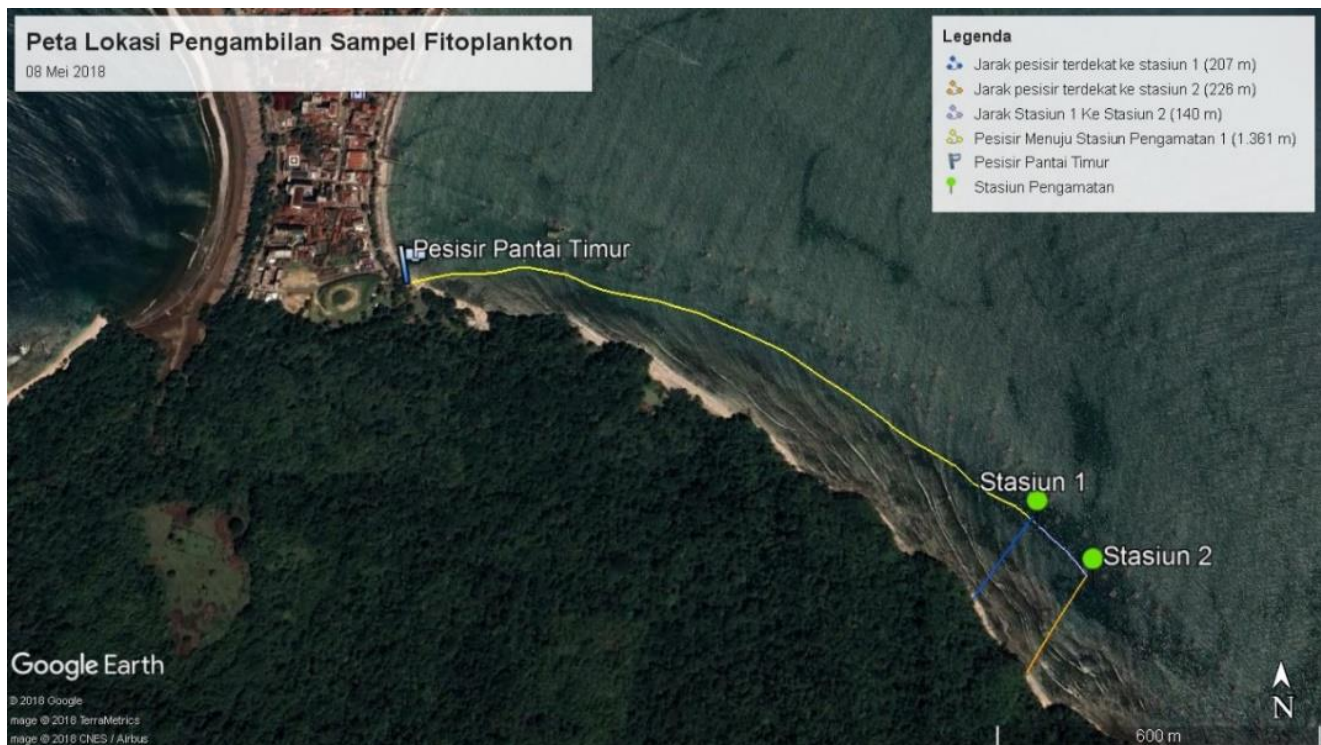 Peta Lokasi Pengambilan Sampel Fitoplankton
08 Mei 2018
Legenda
Jarak pesisir terdekat ke stasiun 1 (207 m)
Jarak pesisir terdekat ke stasiun 2 (226 m)
Jarak Stasiun 1 Ke Stasiun 2 (140 m)
Pesisir Menuju Stasiun Pengamatan 1 (1.361 m)
Pesisir Pantai Timur
Stasiun Pengamatan
Pesisir Pantai Timur
Stasiun 1
Stasiun 2
Google Earth
© 2018 Google
mage © 2018 TerraMetrics
mage © 2018 CNES / Airbus
N
600 m